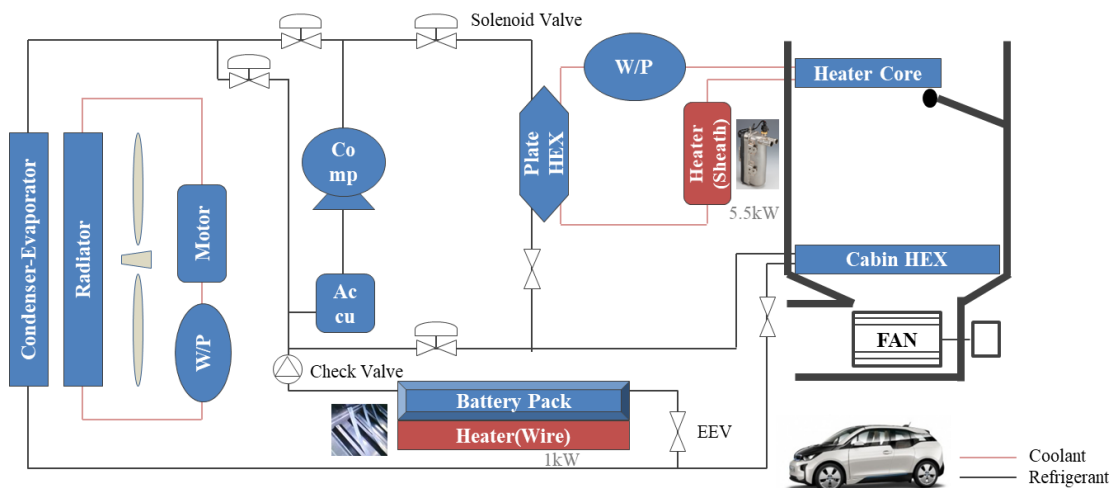 Solenoid Valve
W/P
Heater Core
Co
mp
Plate
HEX
Heater
(Sheath)
5.5kW
Condenser-Evaporator
Radiator
Motor
W/P
Ac
cu
Cabin HEX
FAN
Check Valve
Battery Pack
Heater(Wire)
1kW
EEV
Coolant
Refrigerant